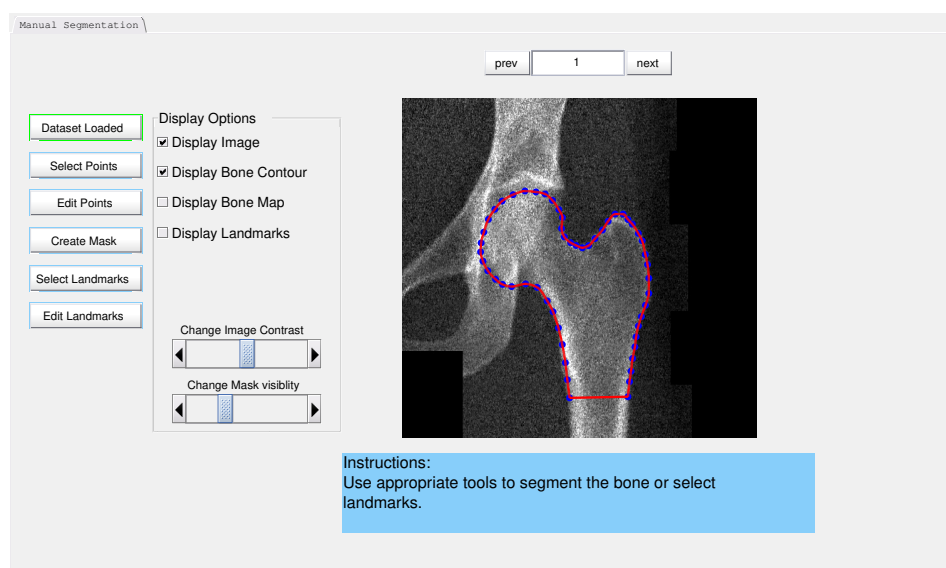 Manual Segmentation
prev 1 next
Dataset Loaded
Select Points
Edit Points
Create Mask
Select Landmarks
Edit Landmarks
Display Options
Display Image
Display Bone Contour
Display Bone Map
Display Landmarks
Change Image Contrast
Change Mask visiblity
Instructions:
Use appropriate tools to segment the bone or select
landmarks.